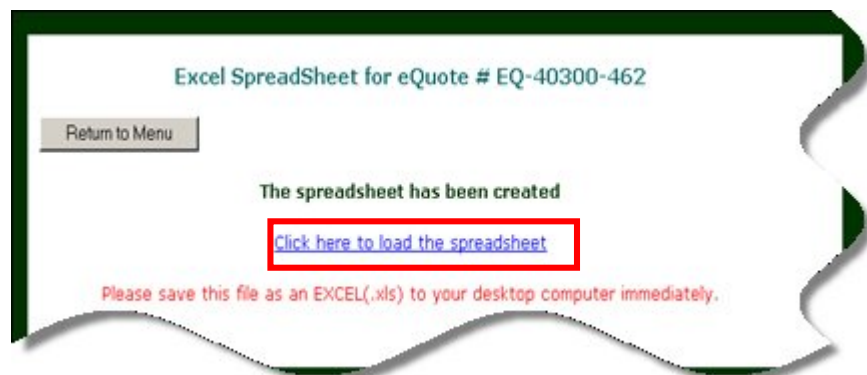 Excel SpreadSheet for eQuote # EQ-40300-462
Return to Menu
The spreadsheet has been created
Click here to load the spreadsheet
Please save this file as an EXCEL(.xls) to your desktop computer immediately.